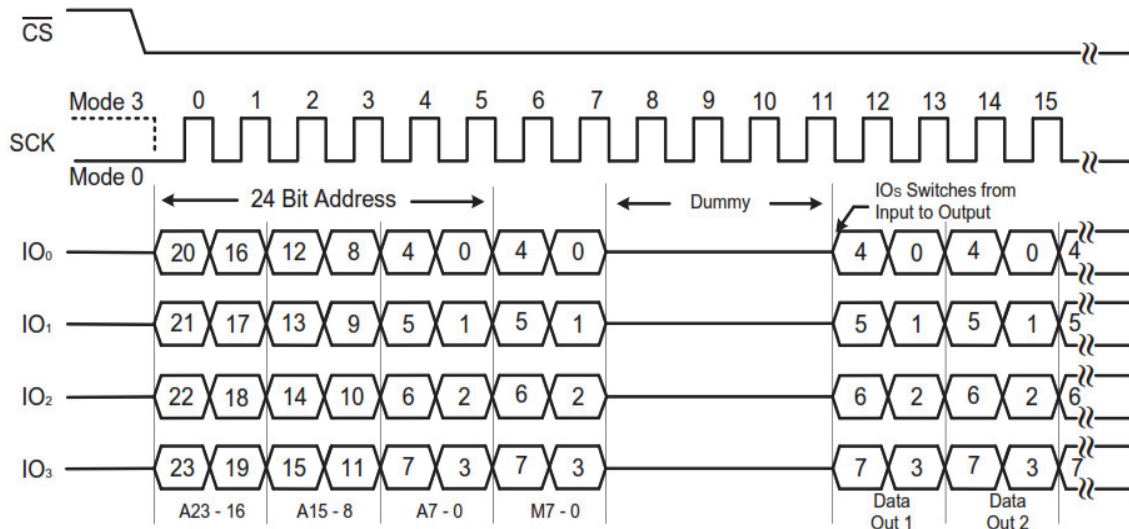 CS
Mode 3
0 1 2 3 4 5 6 7 8 9 10 11 12 13 14 15
SCK
Mode 0
24 Bit Address
Dummy
IOs Switches from
Input to Output
IO₀ 20 16 12 8 4 0 4 0 4 0 4 0 4
IO₁ 21 17 13 9 5 1 5 1 5 1 5 1 5
IO₂ 22 18 14 10 6 2 6 2 6 2 6 2 6
IO₃ 23 19 15 11 7 3 7 3 7 3 7 3 7
A23 - 16 A15 - 8 A7 - 0 M7 - 0
Data
Out 1
Data
Out 2